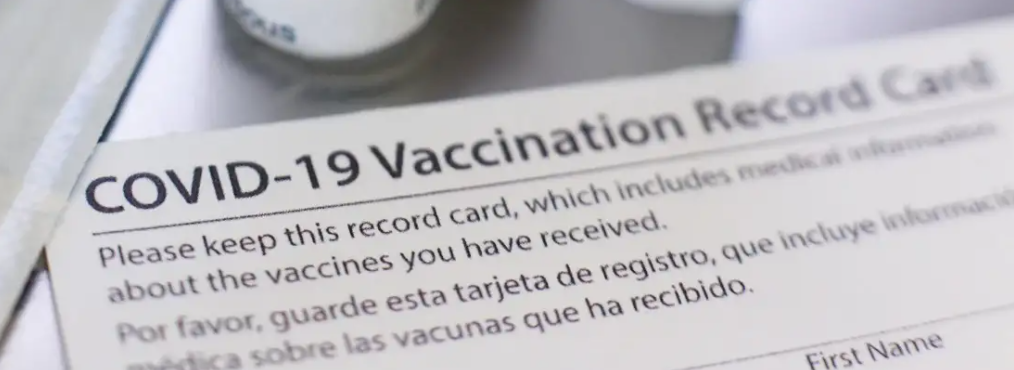 COVID-19 Vaccination Record Card
Please keep this record card, which includes medical information
about the vaccines you have received.
Por favor, guarde esta tarjeta de registro, que incluye informació
médica sobre las vacunas que ha recibido.
First Name